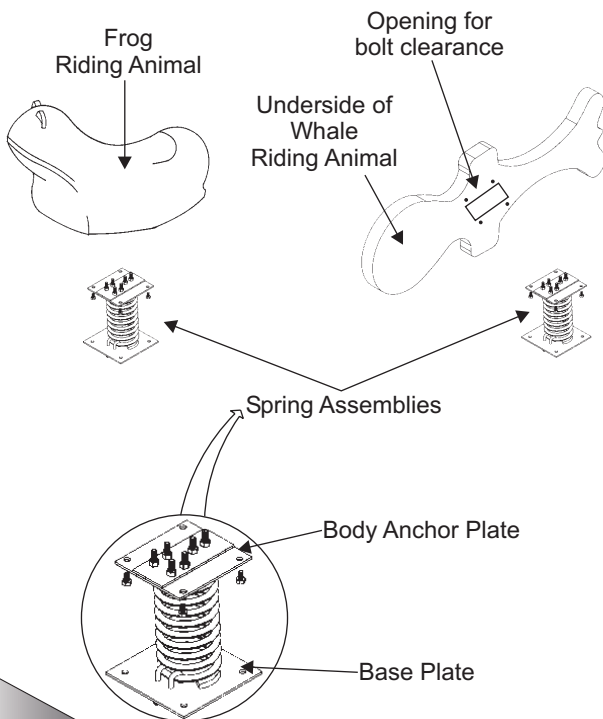 Frog
Riding Animal
Opening for
bolt clearance
Underside of
Whale
Riding Animal
Spring Assemblies
Body Anchor Plate
Base Plate